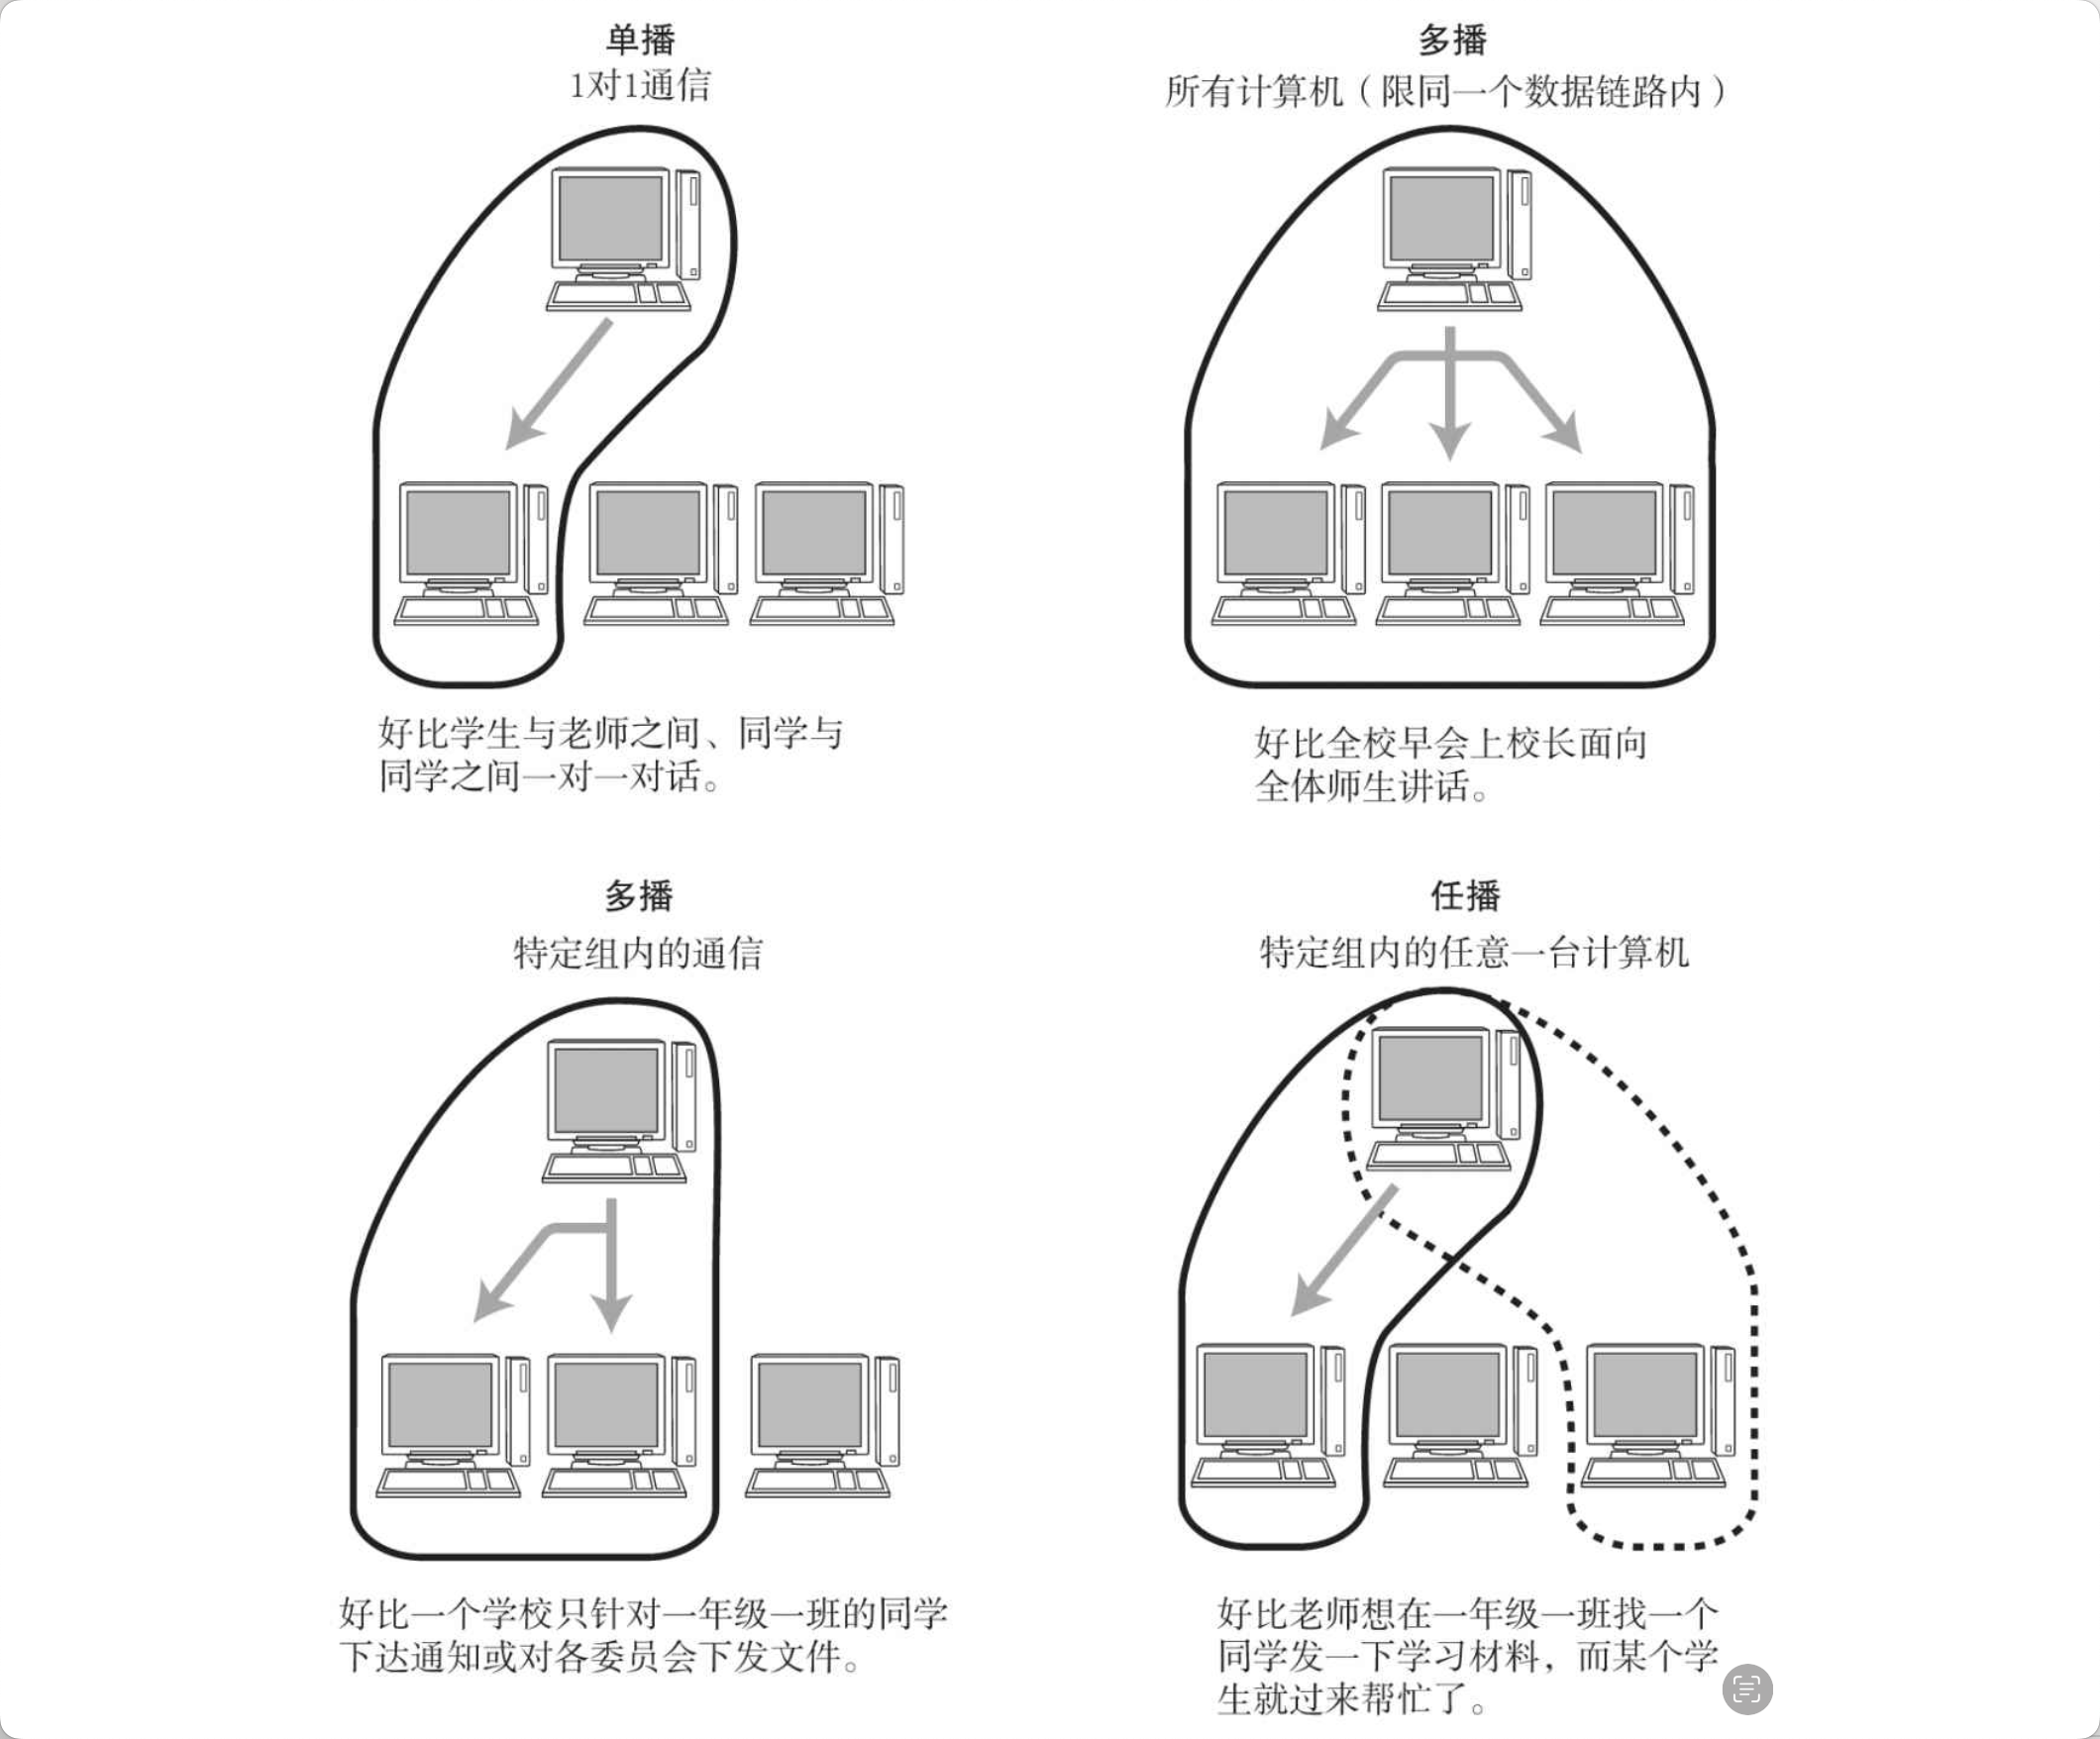 单播
1对1通信
好比学生与老师之间、同学与
同学之间一对一对话。
多播
所有计算机（限同一个数据链路内）
好比全校早会上校长面向
全体师生讲话。
多播
特定组内的通信
好比一个学校只针对一年级一班的同学
下达通知或对各委员会下发文件。
任播
特定组内的任意一台计算机
好比老师想在一年级一班找一个
同学发一下学习材料，而某个学
生就过来帮忙了。